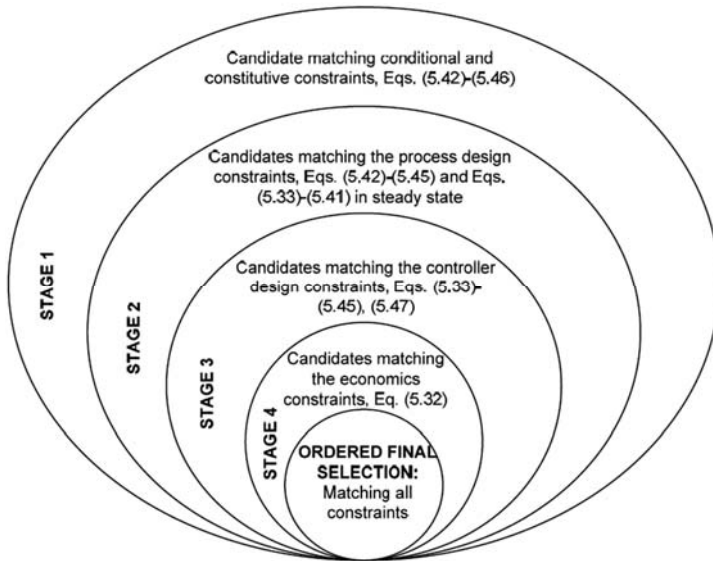 Candidate matching conditional and
constitutive constraints, Eqs. (5.42)-(5.46)
Candidates matching the process design
constraints, Eqs. (5.42)-(5.45) and Eqs.
(5.33)-(5.41) in steady state
Candidates matching the controller
design constraints, Eqs. (5.33)-
(5.45), (5.47)
Candidates matching
the economics
constraints, Eq. (5.32)
ORDERED FINAL
SELECTION:
Matching all
constraints
STAGE 1
STAGE 2
STAGE 3
STAGE 4